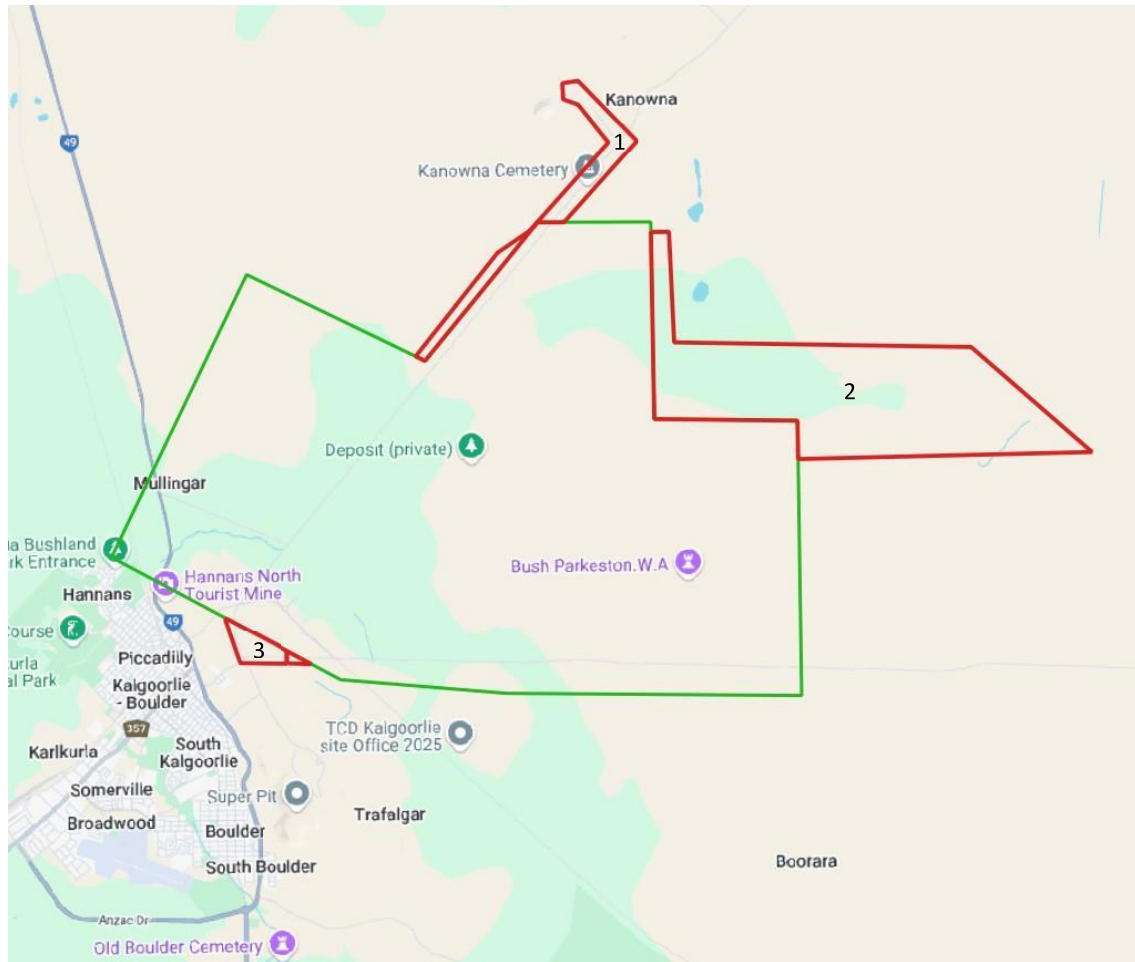 Kanowna
1
49
Kanowna Cemetery
2
Deposit (private)
Mullingar
Bush Parkeston.W.A
ia Bushland
rk Entrance
Hannans North
Tourist Mine
Hannans
49
Course
3
Piccadilly
urla
al Park
Kalgoorlie
- Boulder
357
TCD Kalgoorlie
site Office 2025
Karlkurla
South
Kalgoorlie
Somerville
Super Pit
Broadwood
Boulder
Trafalgar
South Boulder
Boorara
Anzac Dr
Old Boulder Cemetery